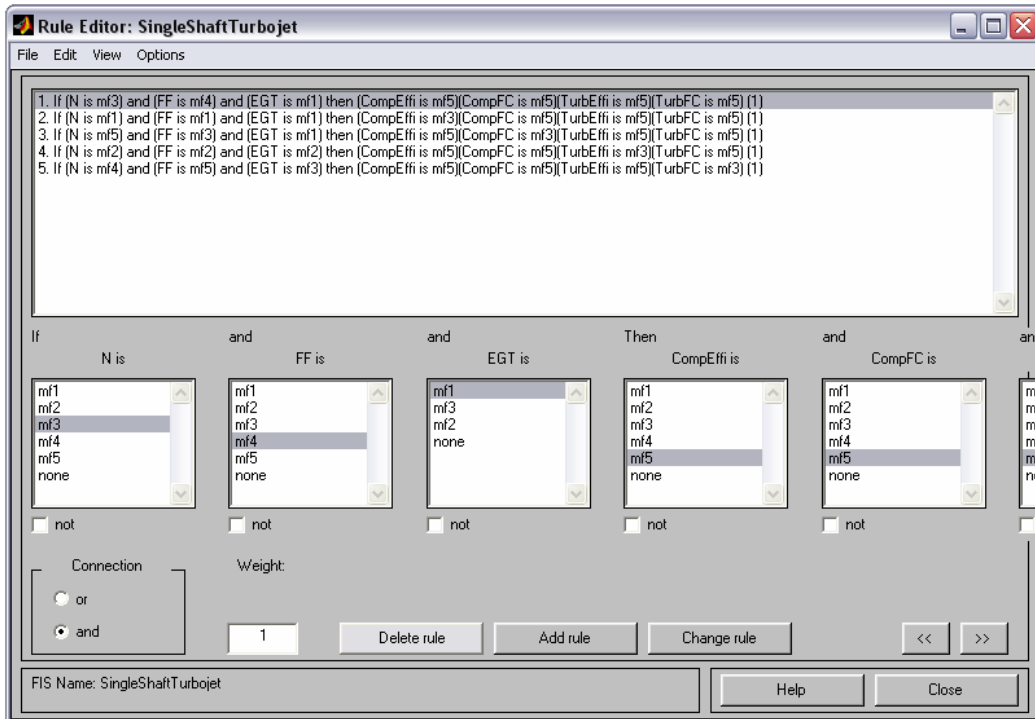 Rule Editor: SingleShaftTurbojet
File Edit View Options
1. If (N is mf3) and (FF is mf4) and (EGT is mf1) then (CompEffi is mf5)(CompFC is mf5)(TurbEffi is mf5)(TurbFC is mf5) (1)
2. If (N is mf1) and (FF is mf1) and (EGT is mf1) then (CompEffi is mf3)(CompFC is mf5)(TurbEffi is mf5)(TurbFC is mf5) (1)
3. If (N is mf5) and (FF is mf3) and (EGT is mf1) then (CompEffi is mf5)(CompFC is mf3)(TurbEffi is mf5)(TurbFC is mf5) (1)
4. If (N is mf2) and (FF is mf2) and (EGT is mf2) then (CompEffi is mf5)(CompFC is mf5)(TurbEffi is mf3)(TurbFC is mf5) (1)
5. If (N is mf4) and (FF is mf5) and (EGT is mf3) then (CompEffi is mf5)(CompFC is mf5)(TurbEffi is mf5)(TurbFC is mf3) (1)
If and and Then and an
N is FF is EGT is CompEffi is CompFC is
mf1 mf1 mf1 mf1 mf1 m
mf2 mf2 mf3 mf2 mf2 m
mf3 mf3 mf2 mf3 mf3 m
mf4 mf4 none mf4 mf4 m
mf5 mf5 mf5 mf5 m
none none none none n
not not not not not
Connection Weight:
or
and 1 Delete rule Add rule Change rule << >>
FIS Name: SingleShaftTurbojet Help Close